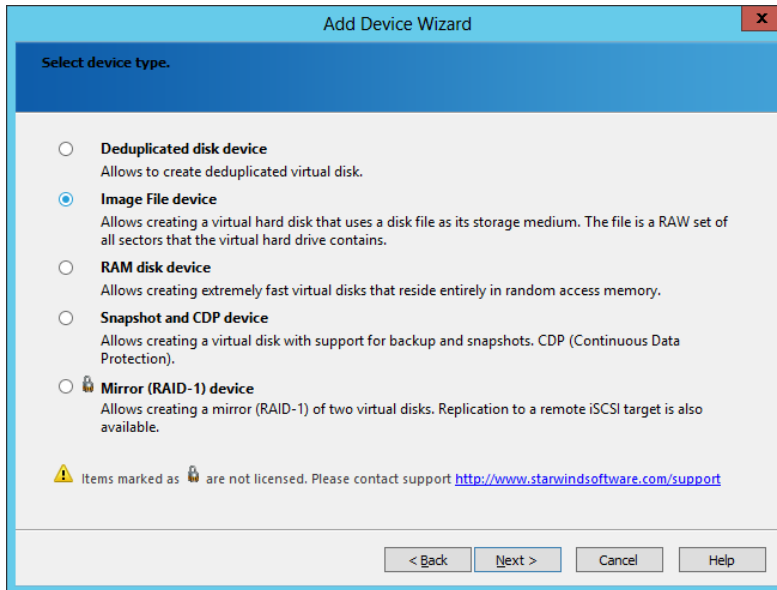 Add Device Wizard
x
Select device type.
Deduplicated disk device
Allows to create deduplicated virtual disk.
Image File device
Allows creating a virtual hard disk that uses a disk file as its storage medium. The file is a RAW set of
all sectors that the virtual hard drive contains.
RAM disk device
Allows creating extremely fast virtual disks that reside entirely in random access memory.
Snapshot and CDP device
Allows creating a virtual disk with support for backup and snapshots. CDP (Continuous Data
Protection).
Mirror (RAID-1) device
Allows creating a mirror (RAID-1) of two virtual disks. Replication to a remote iSCSI target is also
available.
Items marked as are not licensed. Please contact support http://www.starwindsoftware.com/support
< Back Next > Cancel Help